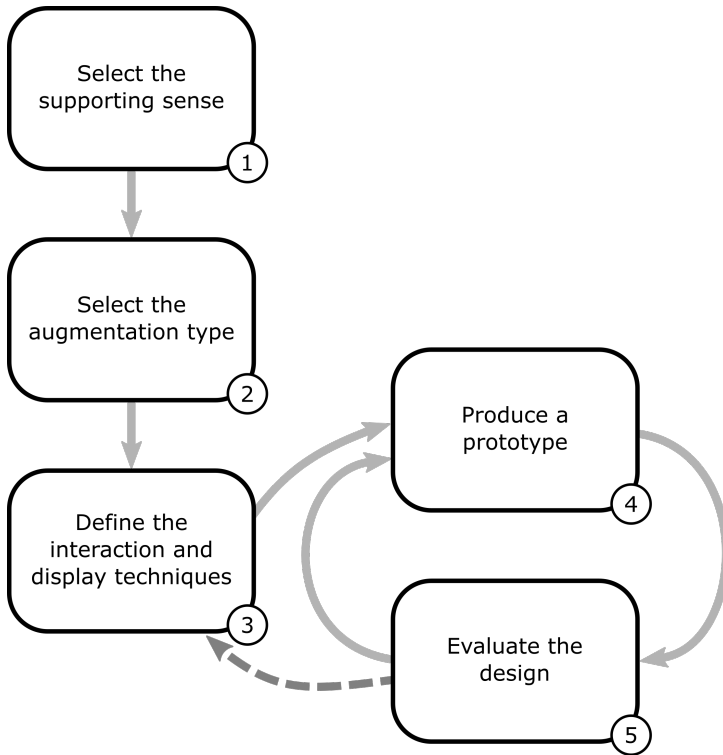 Select the
supporting sense
1
Select the
augmentation type
2
Define the
interaction and
display techniques
3
Produce a
prototype
4
Evaluate the
design
5